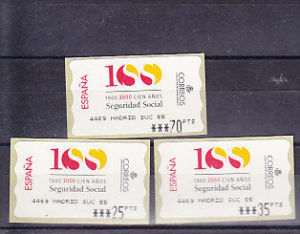 ESPAÑA
100
1900 2000 CIEN AÑOS
Seguridad Social
CORREOS
4469 MADRID SUC 55
***70 PTS
ESPAÑA
100
1900 2000 CIEN AÑOS
Seguridad Social
CORREOS
4469 MADRID SUC 55
***25 PTS
ESPAÑA
100
1900 2000 CIEN AÑOS
Seguridad Social
CORREOS
4469 MADRID SUC 55
***35 PTS